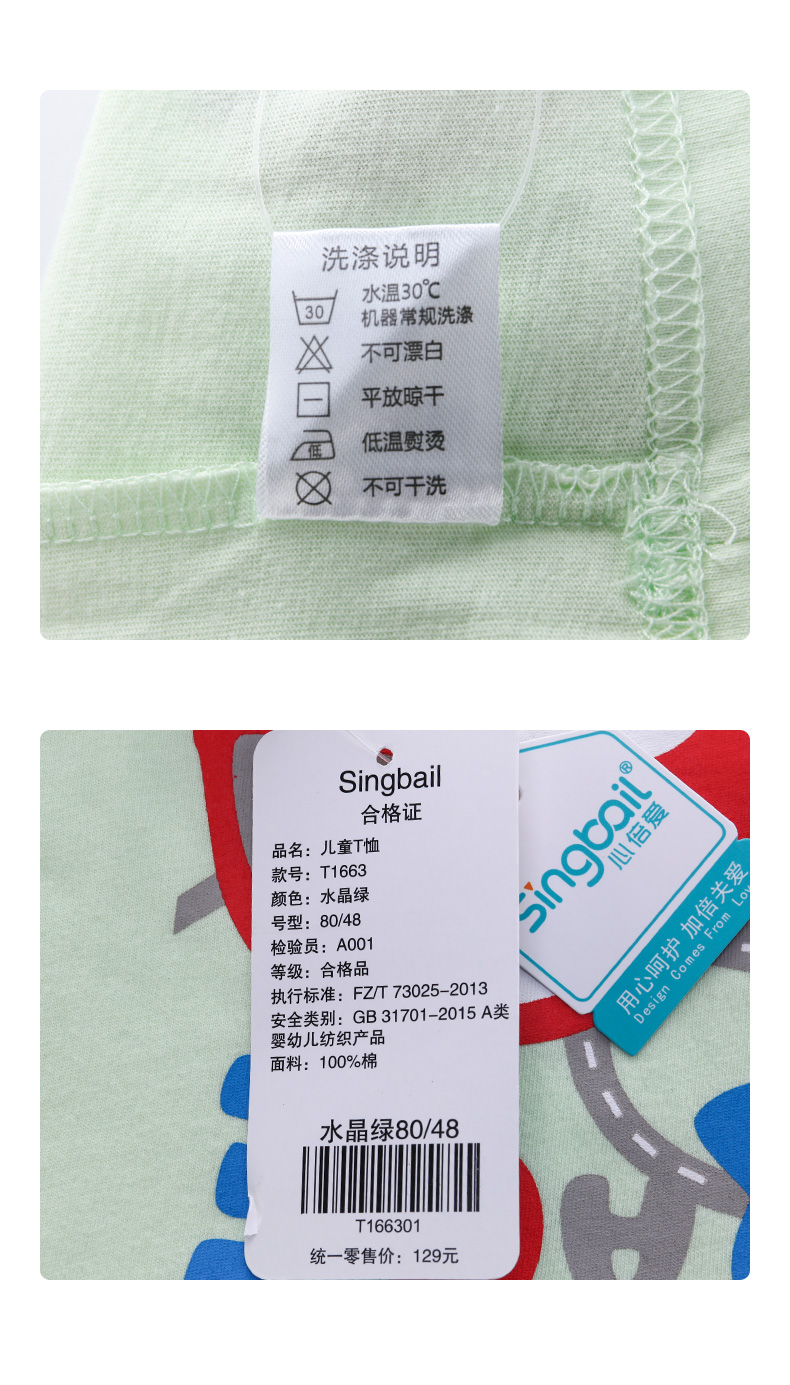 洗涤说明
30
水温30℃
机器常规洗涤
不可漂白
平放晾干
低
低温熨烫
不可干洗
Singbail
合格证
品名：儿童T恤
款号：T1663
颜色：水晶绿
号型：80/48
检验员：A001
等级：合格品
执行标准：FZ/T 73025-2013
安全类别：GB 31701-2015 A类
婴幼儿纺织产品
面料：100%棉
水晶绿80/48
T166301
统一零售价：129元
Singbail®
心倍爱
用心呵护 加倍关爱
Design Comes From Lov